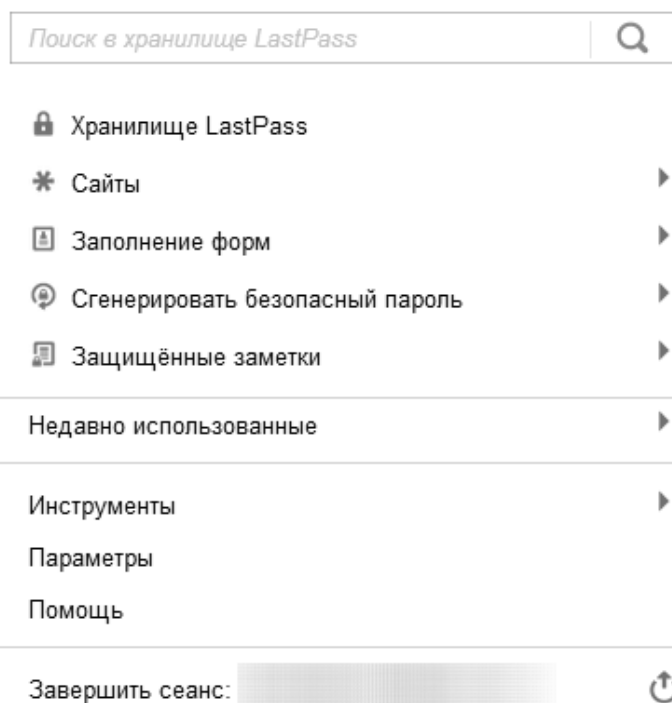 Поиск в хранилище LastPass
Хранилище LastPass
Сайты
Заполнение форм
Сгенерировать безопасный пароль
Защищённые заметки
Недавно использованные
Инструменты
Параметры
Помощь
Завершить сеанс: